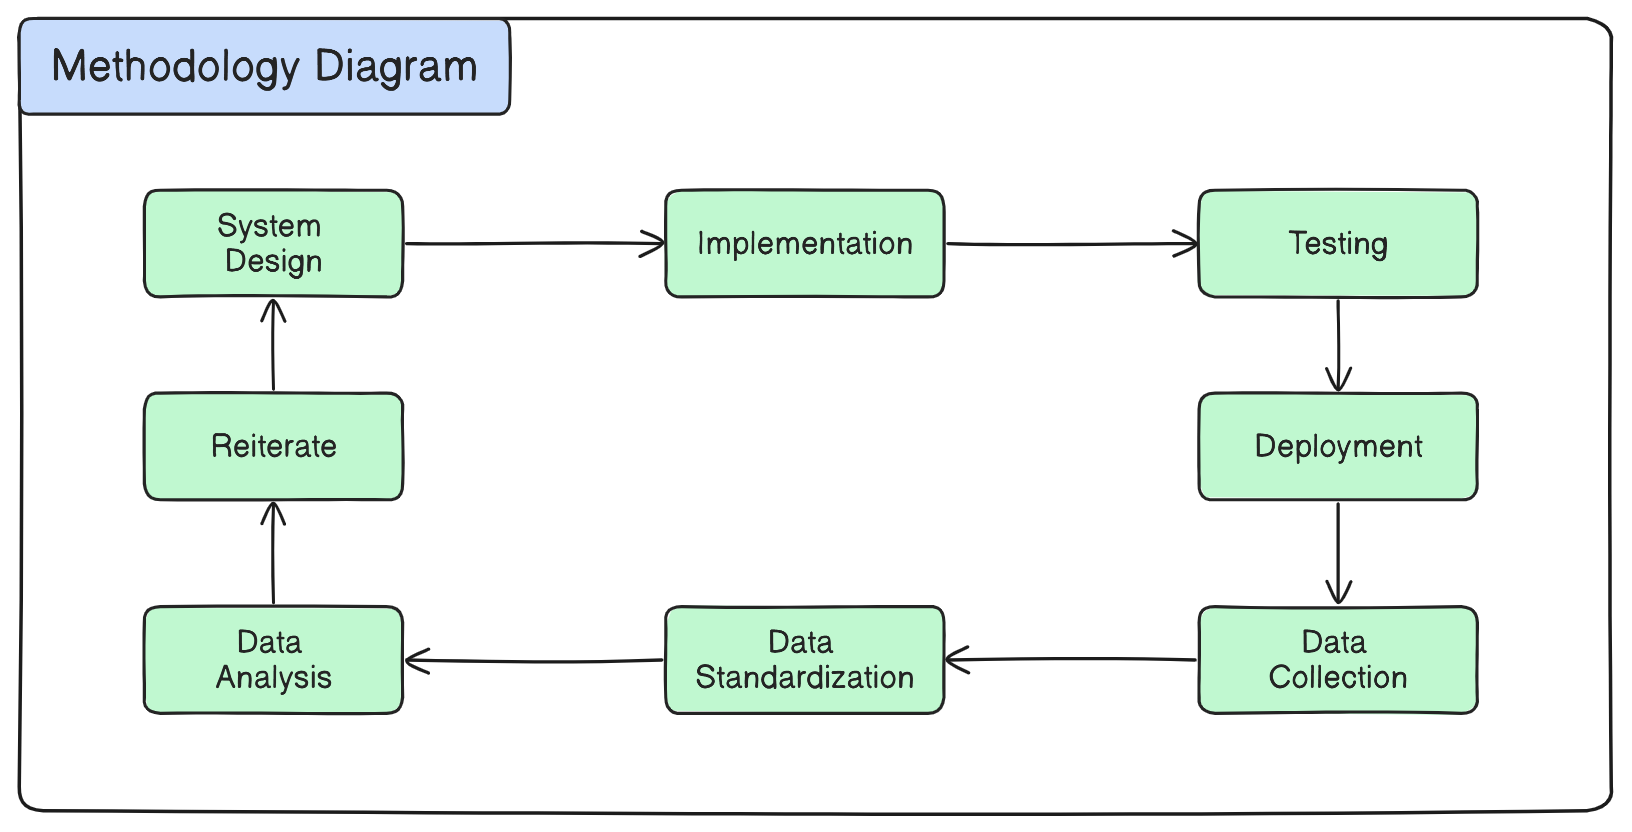 Methodology Diagram
System
Design
Implementation
Testing
Reiterate
Deployment
Data
Analysis
Data
Standardization
Data
Collection